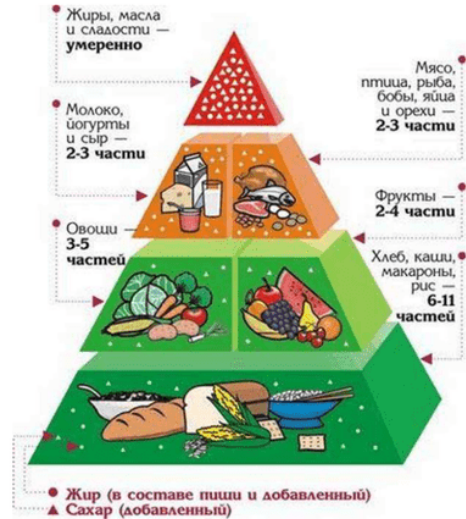 Жиры, масла
и сладости —
умеренно
Мясо,
птица, рыба,
бобы, яйца
и орехи —
2-3 части
Молоко,
йогурты
и сыр —
2-3 части
Фрукты —
2-4 части
Овощи —
3-5
частей
Хлеб, каши,
макароны,
рис —
6-11
частей
Жир (в составе пищи и добавленный)
Сахар (добавленный)